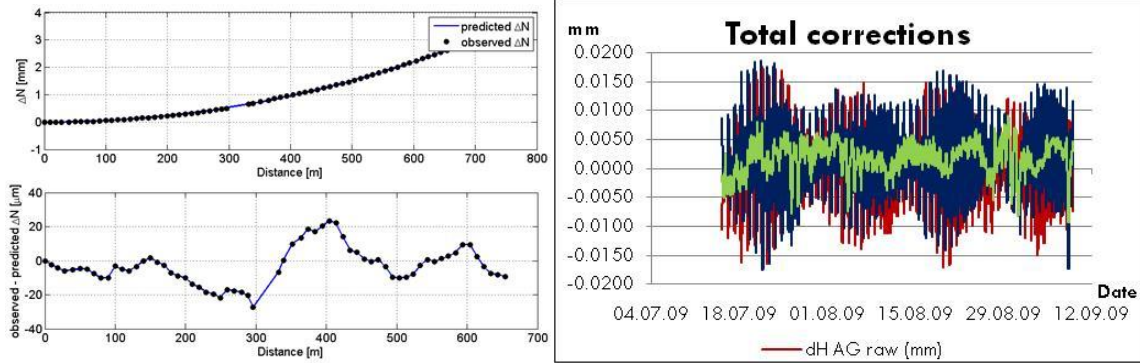 4
3
2
1
0
-1
ΔN [mm]
predicted ΔN
observed ΔN
0 100 200 300 400 500 600 700 800
Distance [m]
40
20
0
-20
-40
observed - predicted ΔN [μm]
0 100 200 300 400 500 600 700
Distance [m]
mm
Total corrections
0.0200
0.0150
0.0100
0.0050
0.0000
-0.0050
-0.0100
-0.0150
-0.0200
Date
04.07.09 18.07.09 01.08.09 15.08.09 29.08.09 12.09.09
dH AG raw (mm)